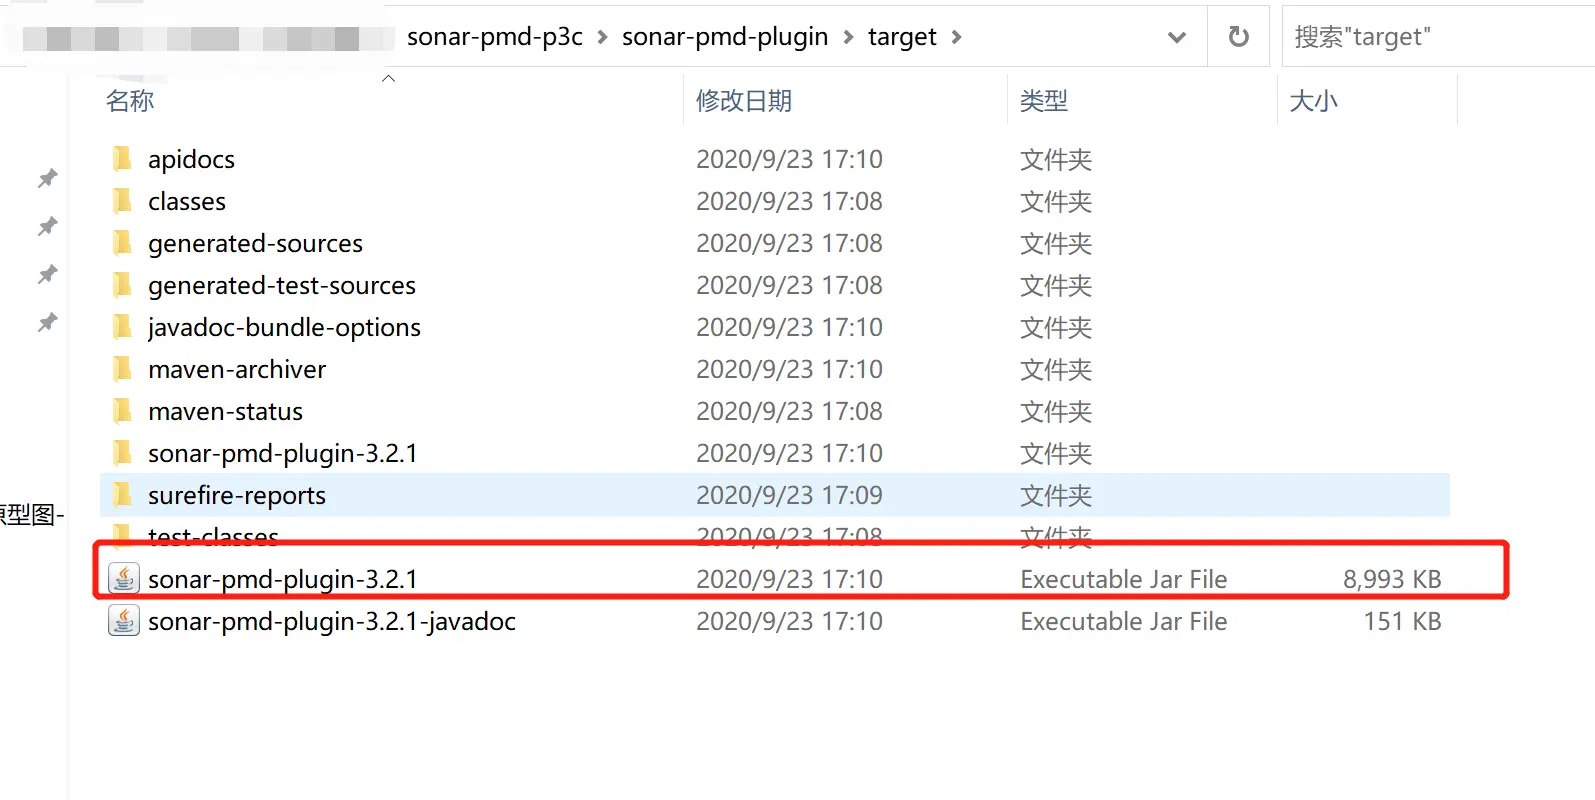 sonar-pmd-p3c > sonar-pmd-plugin > target > 搜索"target"
名称 修改日期 类型 大小
apidocs 2020/9/23 17:10 文件夹
classes 2020/9/23 17:08 文件夹
generated-sources 2020/9/23 17:08 文件夹
generated-test-sources 2020/9/23 17:08 文件夹
javadoc-bundle-options 2020/9/23 17:10 文件夹
maven-archiver 2020/9/23 17:10 文件夹
maven-status 2020/9/23 17:08 文件夹
sonar-pmd-plugin-3.2.1 2020/9/23 17:10 文件夹
surefire-reports 2020/9/23 17:09 文件夹
型图-
test-classes 2020/9/23 17:08 文件夹
sonar-pmd-plugin-3.2.1 2020/9/23 17:10 Executable Jar File 8,993 KB
sonar-pmd-plugin-3.2.1-javadoc 2020/9/23 17:10 Executable Jar File 151 KB